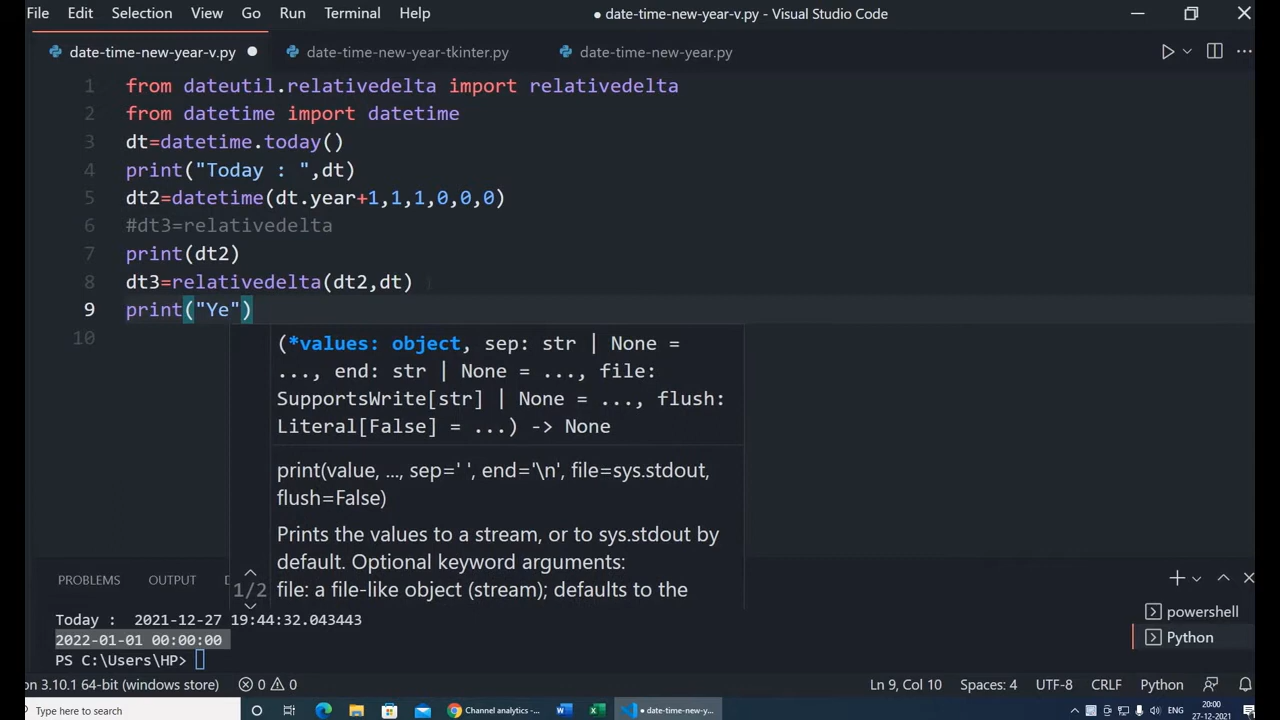 File Edit Selection View Go Run Terminal Help ● date-time-new-year-v.py - Visual Studio Code
date-time-new-year-v.py ● date-time-new-year-tkinter.py date-time-new-year.py
1 from dateutil.relativedelta import relativedelta
2 from datetime import datetime
3 dt=datetime.today()
4 print("Today : ",dt)
5 dt2=datetime(dt.year+1,1,1,0,0,0)
6 #dt3=relativedelta
7 print(dt2)
8 dt3=relativedelta(dt2,dt)
9 print("Ye")
10
(*values: object, sep: str | None =
..., end: str | None = ..., file:
SupportsWrite[str] | None = ..., flush:
Literal[False] = ...) -> None
print(value, ..., sep=' ', end='\n', file=sys.stdout,
flush=False)
Prints the values to a stream, or to sys.stdout by
default. Optional keyword arguments:
1/2 file: a file-like object (stream); defaults to the
PROBLEMS OUTPUT D
Today :  2021-12-27 19:44:32.043443
2022-01-01 00:00:00
PS C:\Users\HP>
powershell
Python
on 3.10.1 64-bit (windows store) 0 0 Ln 9, Col 10 Spaces: 4 UTF-8 CRLF Python
Type here to search Channel analytics -... date-time-new-y... ENG 20:00
27-12-2021